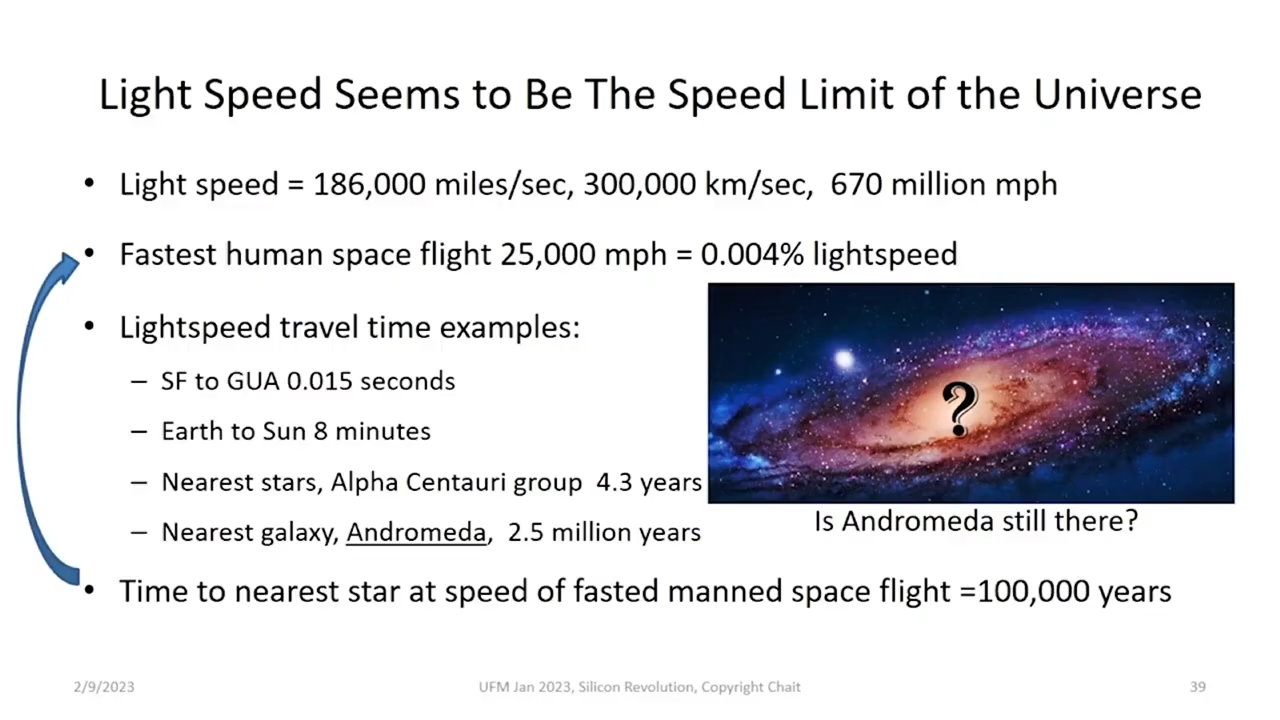 Light Speed Seems to Be The Speed Limit of the Universe
• Light speed = 186,000 miles/sec, 300,000 km/sec, 670 million mph
• Fastest human space flight 25,000 mph = 0.004% lightspeed
• Lightspeed travel time examples:
– SF to GUA 0.015 seconds
– Earth to Sun 8 minutes
– Nearest stars, Alpha Centauri group 4.3 years
– Nearest galaxy, Andromeda, 2.5 million years
?
Is Andromeda still there?
• Time to nearest star at speed of fasted manned space flight =100,000 years
2/9/2023
UFM Jan 2023, Silicon Revolution, Copyright Chait
39